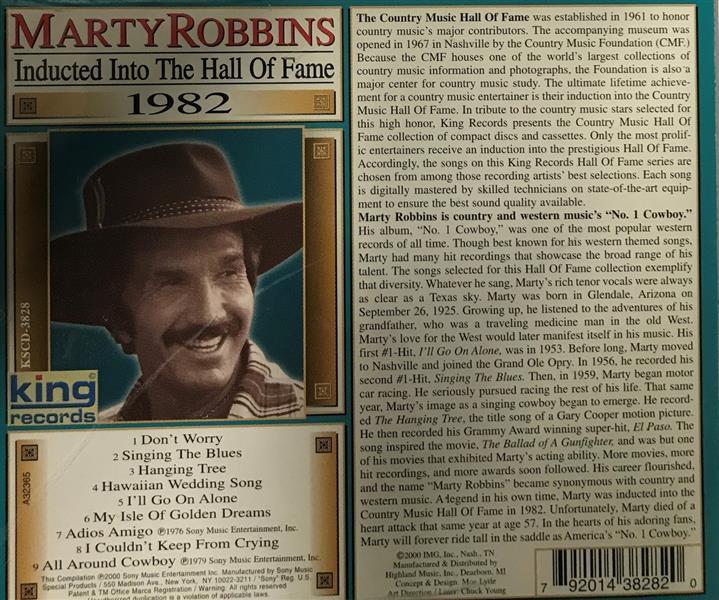 MARTY ROBBINS
Inducted Into The Hall Of Fame
1982
KSCD-3828
king
records
A32365
1 Don't Worry
2 Singing The Blues
3 Hanging Tree
4 Hawaiian Wedding Song
5 I'll Go On Alone
6 My Isle Of Golden Dreams
7 Adios Amigo ℗1976 Sony Music Entertainment, Inc.
8 I Couldn't Keep From Crying
9 All Around Cowboy ℗1979 Sony Music Entertainment, Inc.
This Compilation ℗2000 Sony Music Entertainment Inc. Manufactured by Sony Music
Special Products / 550 Madison Ave., New York, NY 10022-3211 / "Sony" Reg. U.S.
Patent & TM Office Marca Registration / Warning: All rights reserved
Unauthorized duplication is a violation of applicable laws.
The Country Music Hall Of Fame was established in 1961 to honor
country music's major contributors. The accompanying museum was
opened in 1967 in Nashville by the Country Music Foundation (CMF.)
Because the CMF houses one of the world's largest collections of
country music information and photographs, the Foundation is also a
major center for country music study. The ultimate lifetime achieve-
ment for a country music entertainer is their induction into the Country
Music Hall Of Fame. In tribute to the country music stars selected for
this high honor, King Records presents the Country Music Hall Of
Fame collection of compact discs and cassettes. Only the most prolif-
ic entertainers receive an induction into the prestigious Hall Of Fame.
Accordingly, the songs on this King Records Hall Of Fame series are
chosen from among those recording artists' best selections. Each song
is digitally mastered by skilled technicians on state-of-the-art equip-
ment to ensure the best sound quality available.
Marty Robbins is country and western music's "No. 1 Cowboy."
His album, "No. 1 Cowboy," was one of the most popular western
records of all time. Though best known for his western themed songs,
Marty had many hit recordings that showcase the broad range of his
talent. The songs selected for this Hall Of Fame collection exemplify
that diversity. Whatever he sang, Marty's rich tenor vocals were always
as clear as a Texas sky. Marty was born in Glendale, Arizona on
September 26, 1925. Growing up, he listened to the adventures of his
grandfather, who was a traveling medicine man in the old West.
Marty's love for the West would later manifest itself in his music. His
first #1-Hit, I'll Go On Alone, was in 1953. Before long, Marty moved
to Nashville and joined the Grand Ole Opry. In 1956, he recorded his
second #1-Hit, Singing The Blues. Then, in 1959, Marty began motor
car racing. He seriously pursued racing the rest of his life. That same
year, Marty's image as a singing cowboy began to emerge. He record-
ed The Hanging Tree, the title song of a Gary Cooper motion picture.
He then recorded his Grammy Award winning super-hit, El Paso. The
song inspired the movie, The Ballad of A Gunfighter, and was but one
of his movies that exhibited Marty's acting ability. More movies, more
hit recordings, and more awards soon followed. His career flourished,
and the name "Marty Robbins" became synonymous with country and
western music. A legend in his own time, Marty was inducted into the
Country Music Hall Of Fame in 1982. Unfortunately, Marty died of a
heart attack that same year at age 57. In the hearts of his adoring fans,
Marty will forever ride tall in the saddle as America's "No. 1 Cowboy."
©2000 IMG, Inc., Nash., TN
Manufactured & Distributed by
Highland Music, Inc., Dearborn, MI
Concept & Design: Moe Lytle
Art Direction / Layout: Chuck Young
7 92014 38282 0